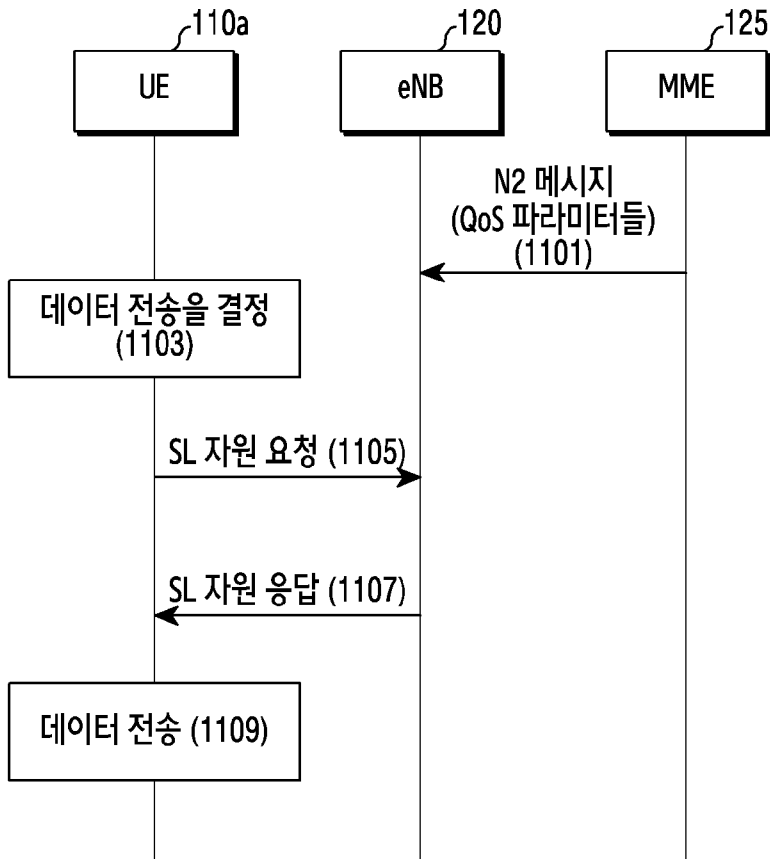 110a
120
125
UE
eNB
MME
N2 메시지
(QoS 파라미터들)
(1101)
데이터 전송을 결정
(1103)
SL 자원 요청 (1105)
SL 자원 응답 (1107)
데이터 전송 (1109)